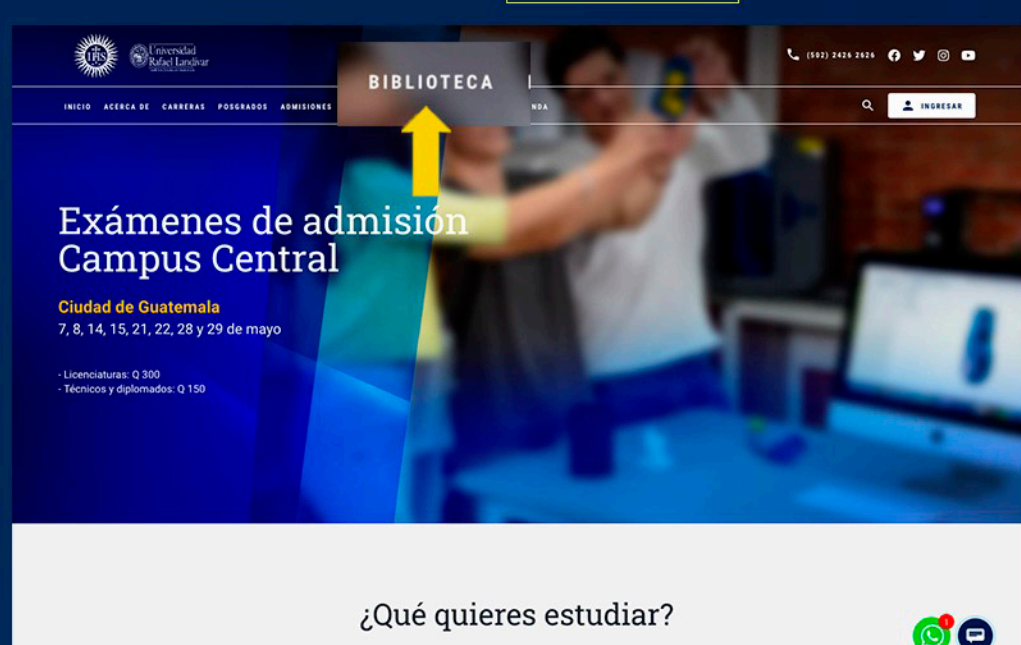 IHS
Universidad
Rafael Landívar
(502) 2426 2626
BIBLIOTECA
INICIO ACERCA DE CARRERAS POSGRADOS ADMISIONES
INGRESAR
Exámenes de admisión
Campus Central
Ciudad de Guatemala
7, 8, 14, 15, 21, 22, 28 y 29 de mayo
- Licenciaturas: Q 300
- Técnicos y diplomados: Q 150
¿Qué quieres estudiar?
1